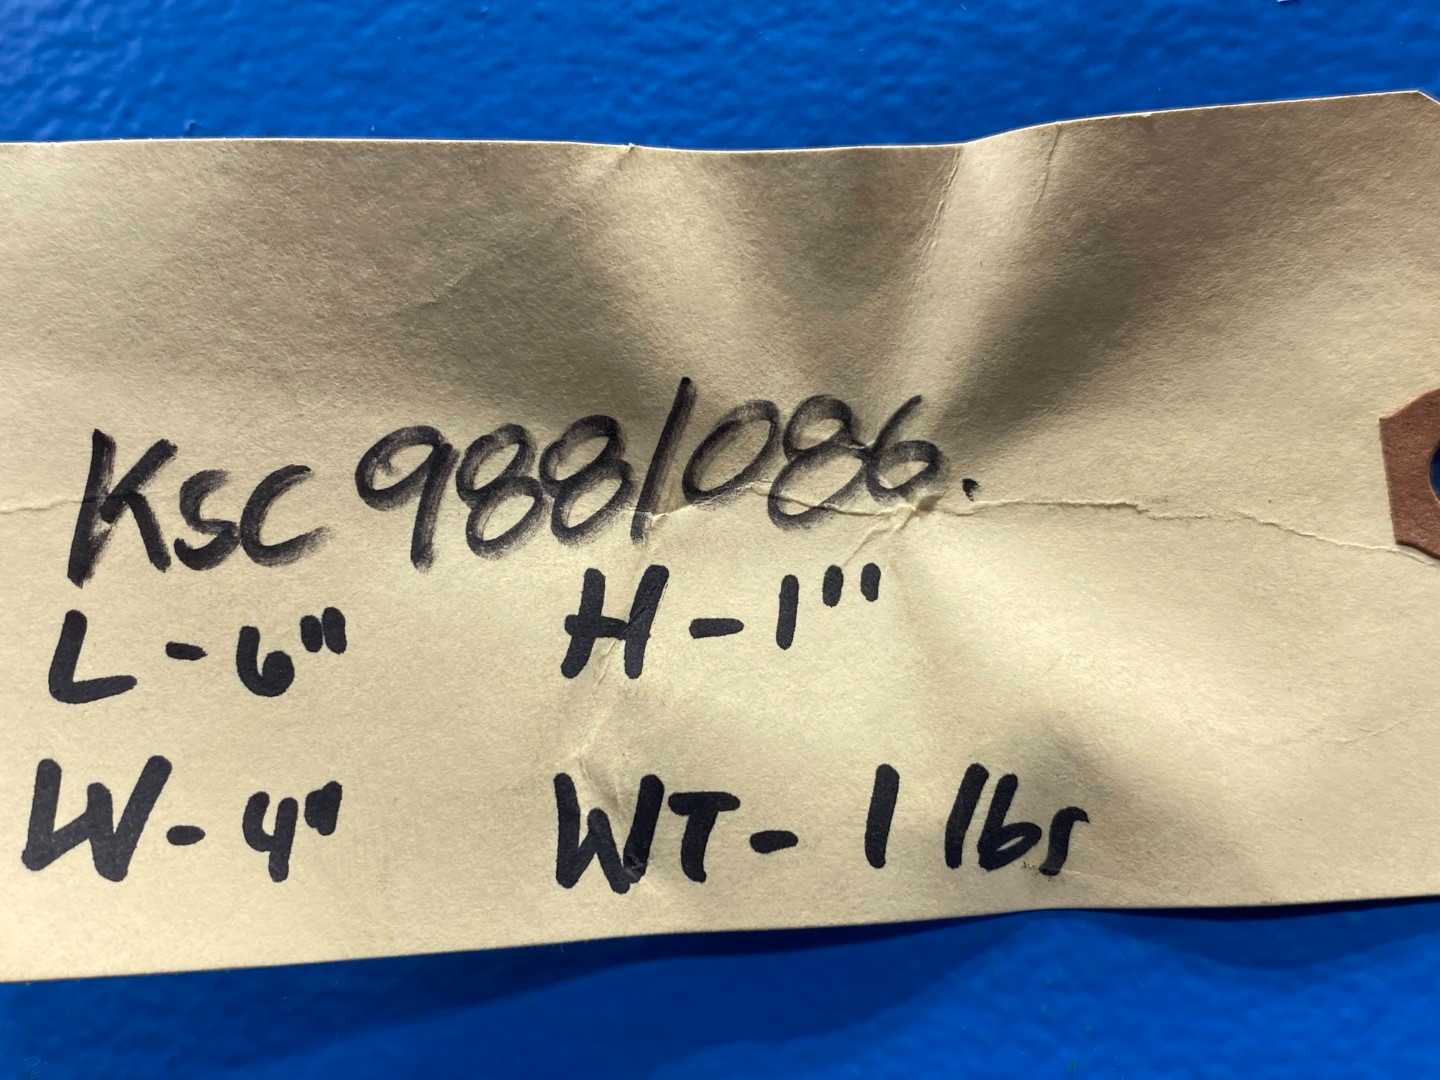 Ksc 9881086.
L - 6" H - 1"'
W - 4" WT - 1 lbs